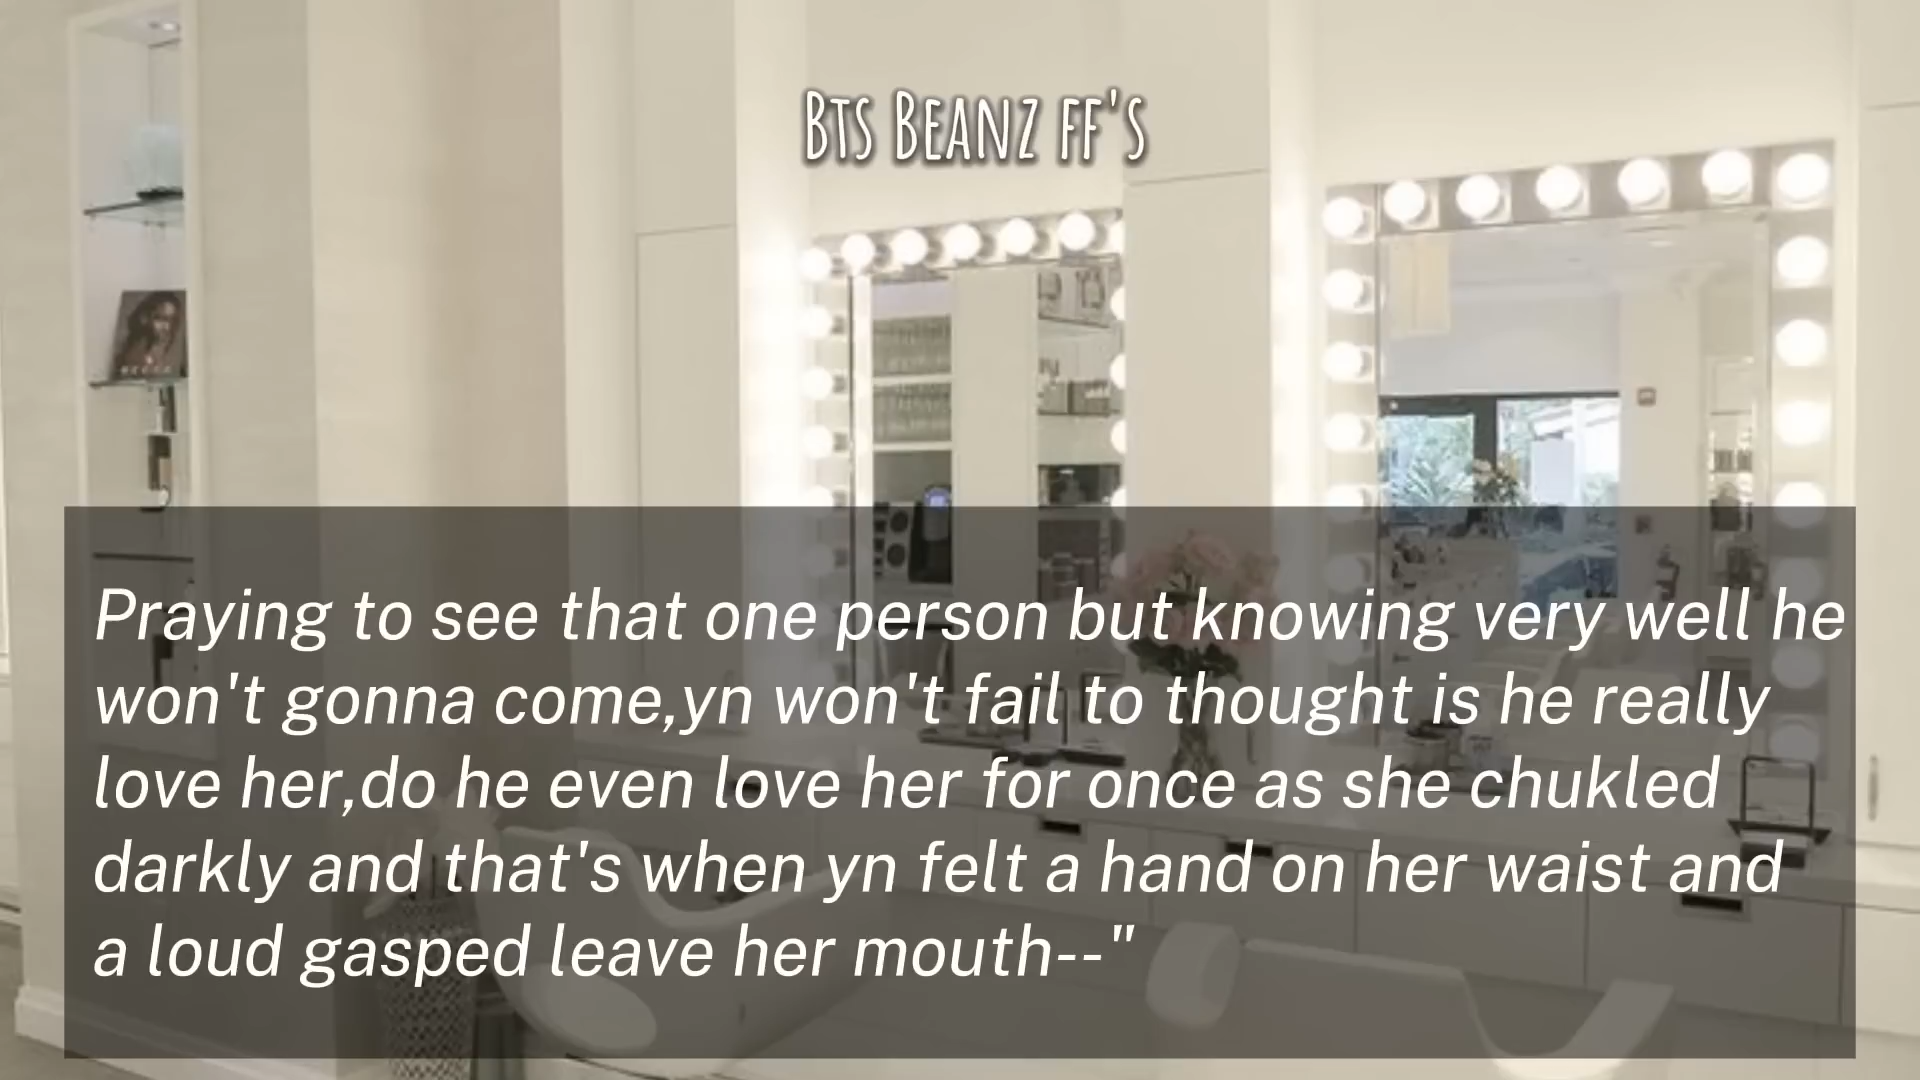 Bts Beanz ff's
Praying to see that one person but knowing very well he
won't gonna come,yn won't fail to thought is he really
love her,do he even love her for once as she chukled
darkly and that's when yn felt a hand on her waist and
a loud gasped leave her mouth--"